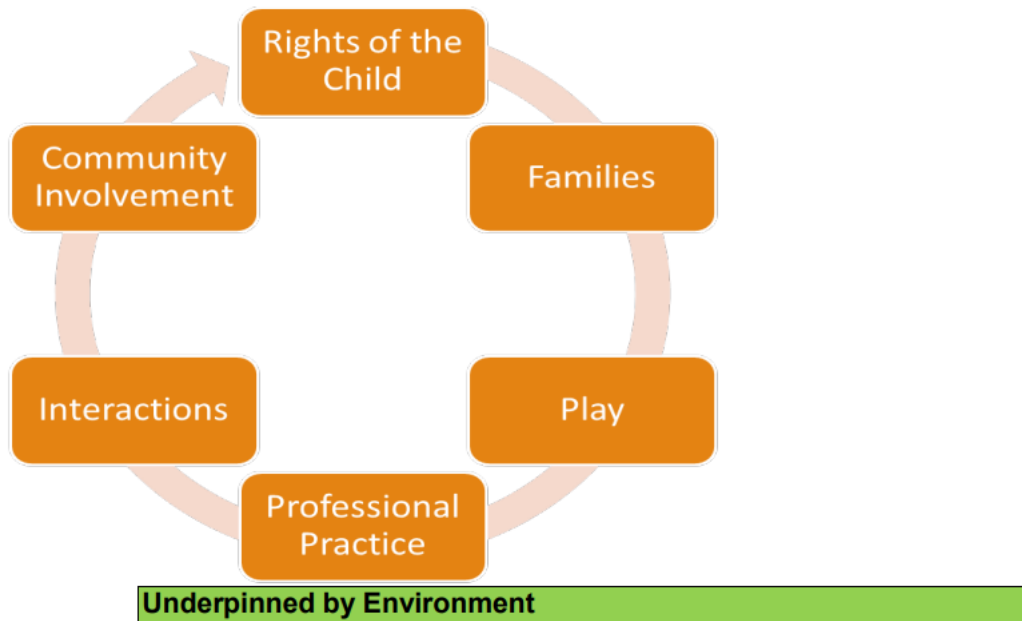 Rights of the
Child
Families
Play
Professional
Practice
Interactions
Community
Involvement
Underpinned by Environment